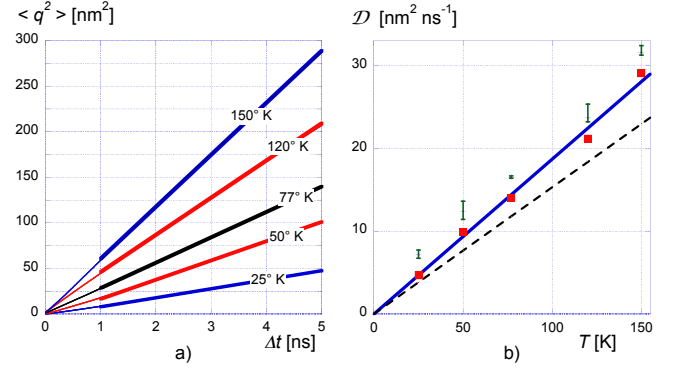 < q² > [nm²]
300
250
200
150
100
50
0
150° K
120° K
77° K
50° K
25° K
0
1
2
3
4
5
Δt [ns]
a)
𝒟 [nm² ns⁻¹]
30
20
10
0
0
50
100
150
T [K]
b)